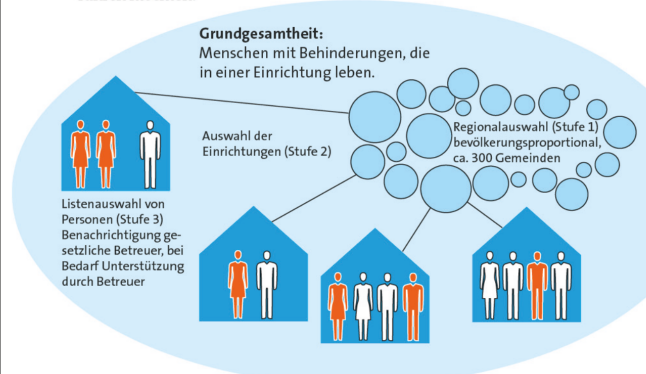 Grundgesamtheit:
Menschen mit Behinderungen, die
in einer Einrichtung leben.
Auswahl der
Einrichtungen (Stufe 2)
Regionalauswahl (Stufe 1)
bevölkerungsproportional,
ca. 300 Gemeinden
Listenauswahl von
Personen (Stufe 3)
Benachrichtigung ge-
setzliche Betreuer, bei
Bedarf Unterstützung
durch Betreuer